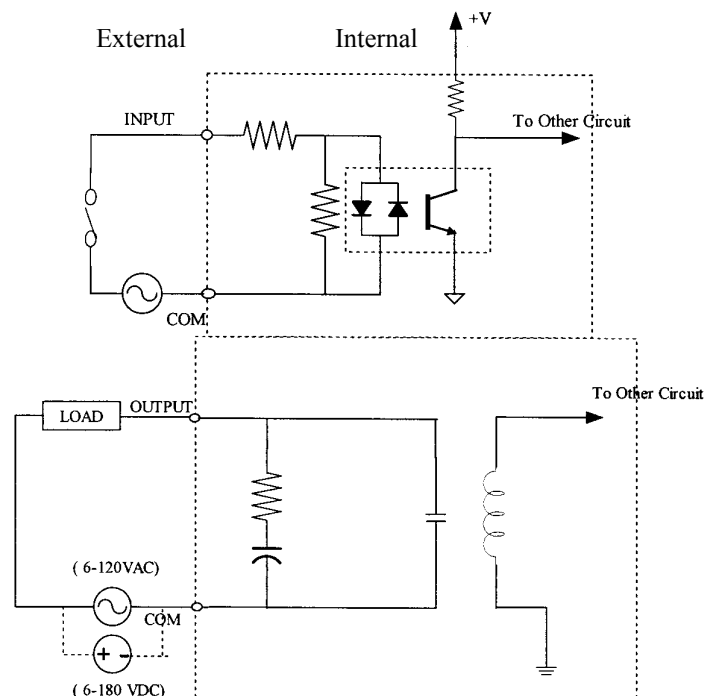 +V
External
Internal
INPUT
To Other Circuit
COM
LOAD
OUTPUT
To Other Circuit
( 6-120VAC)
COM
+ -
( 6-180 VDC)